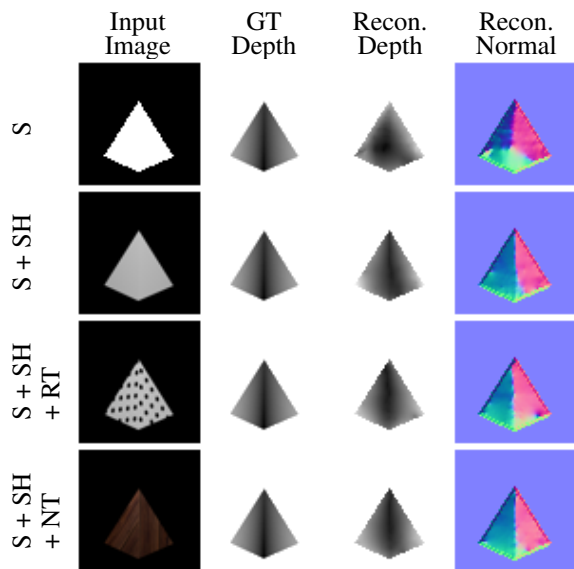 Input GT Recon. Recon.
Image Depth Depth Normal
S
S + SH
S + SH
+ RT
S + SH
+ NT